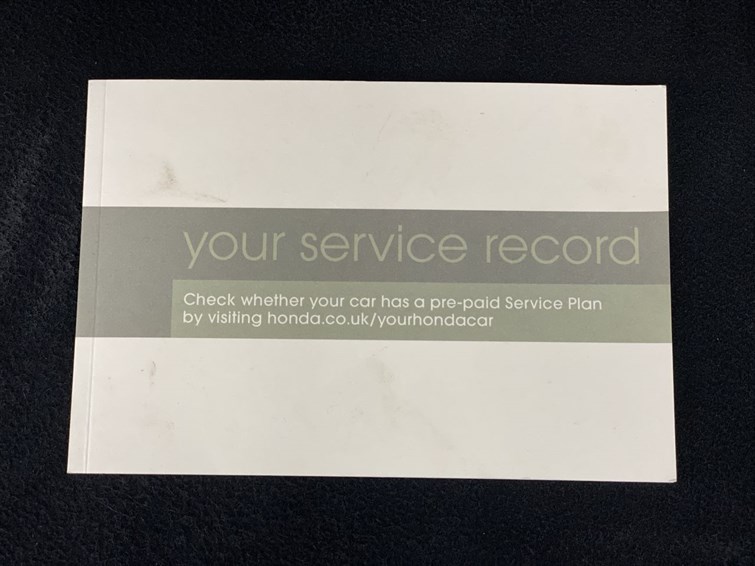 your service record
Check whether your car has a pre-paid Service Plan
by visiting honda.co.uk/yourhondacar